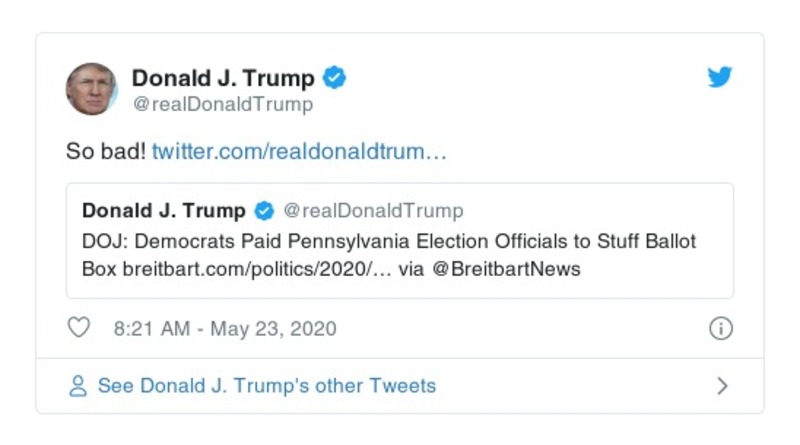 Donald J. Trump
@realDonaldTrump
So bad! twitter.com/realdonaldtrum…
Donald J. Trump @realDonaldTrump
DOJ: Democrats Paid Pennsylvania Election Officials to Stuff Ballot
Box breitbart.com/politics/2020/… via @BreitbartNews
8:21 AM - May 23, 2020
See Donald J. Trump's other Tweets